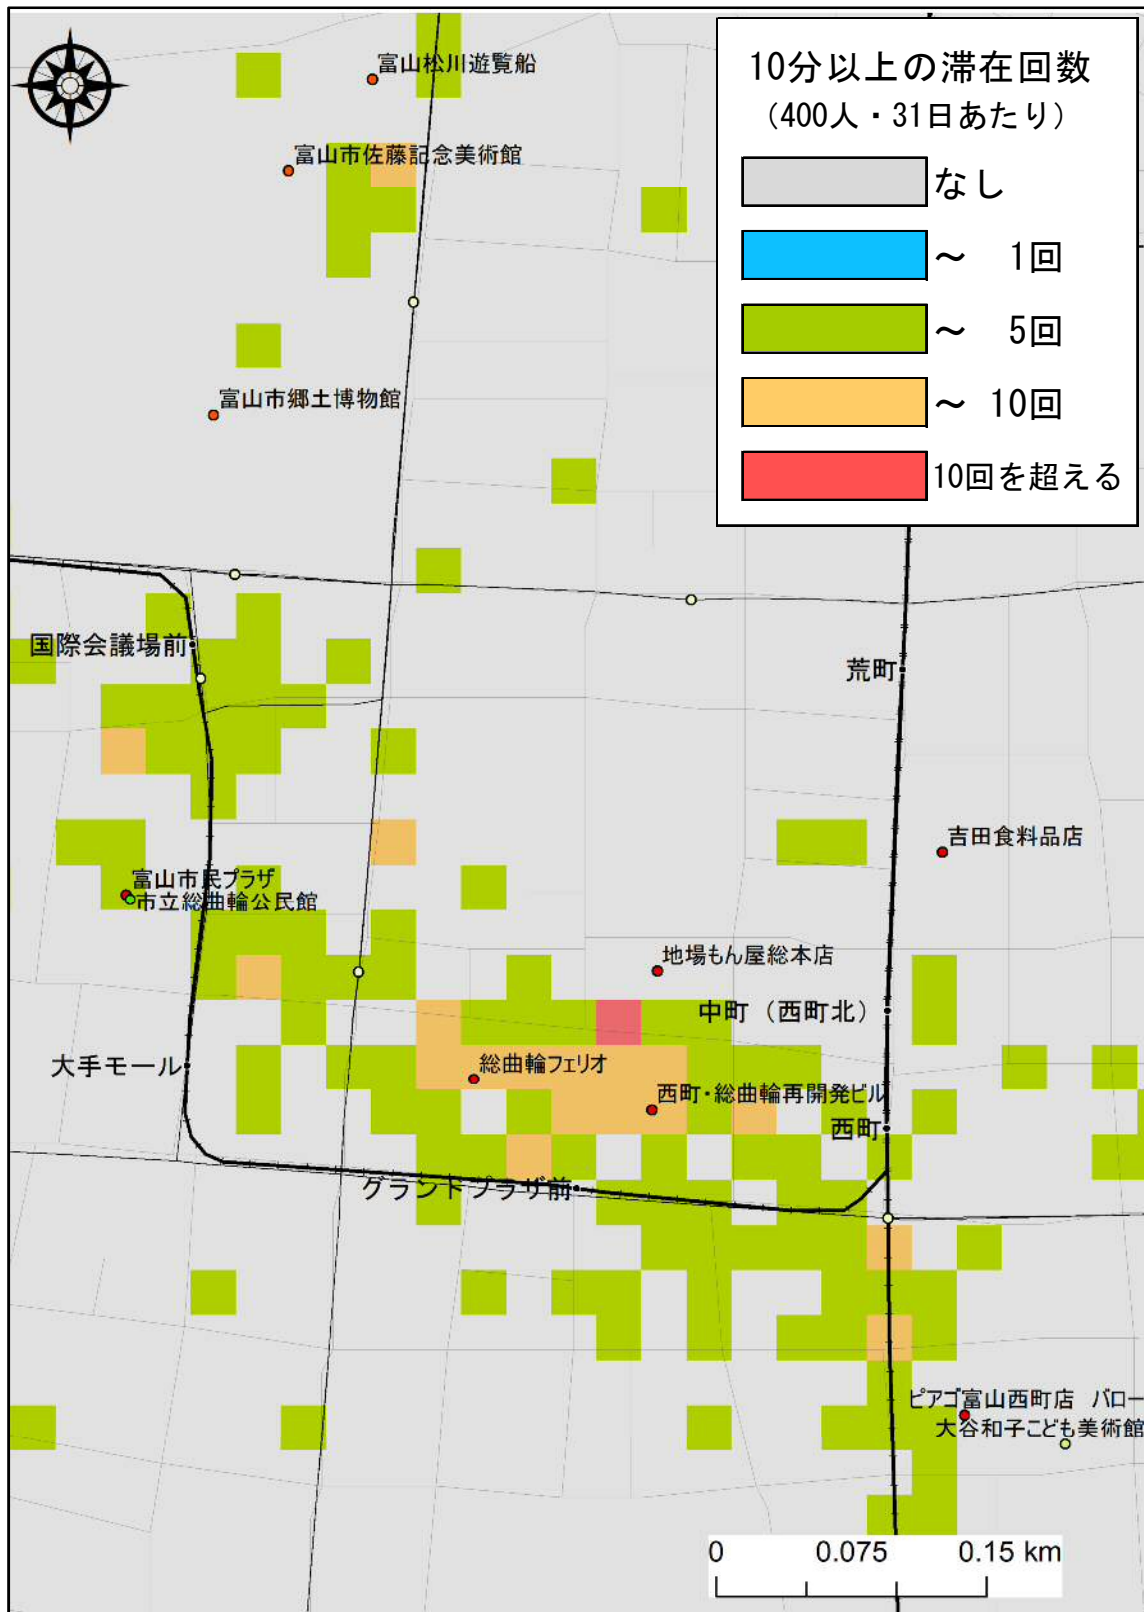 10分以上の滞在回数
（400人・31日あたり）
なし
～ 1回
～ 5回
～ 10回
10回を超える
富山松川遊覧船
富山市佐藤記念美術館
富山市郷土博物館
国際会議場前
荒町
吉田食料品店
富山市民プラザ
市立総曲輪公民館
地場もん屋総本店
中町（西町北）
大手モール
総曲輪フェリオ
西町・総曲輪再開発ビル
西町
グランドプラザ前
ピアゴ富山西町店 バロー
大谷和子こども美術館
0 0.075 0.15 km